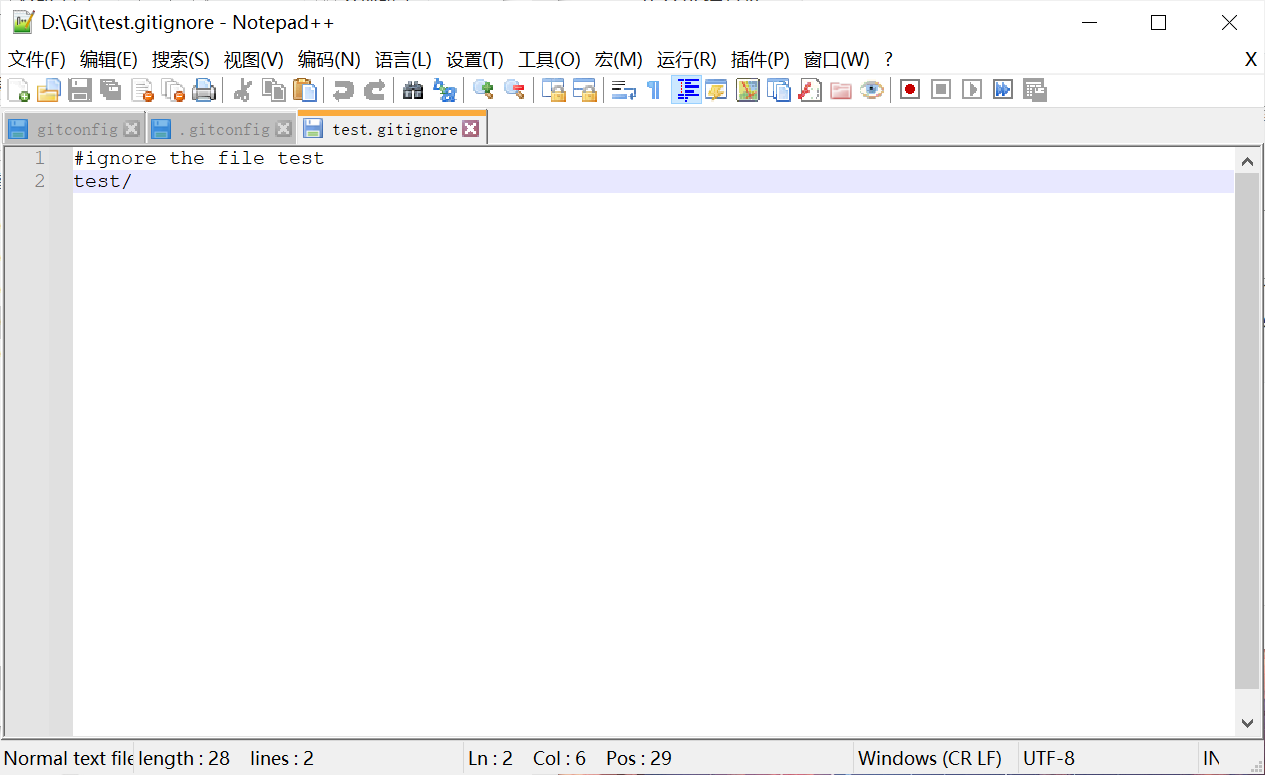 D:\Git\test.gitignore - Notepad++
文件(F) 编辑(E) 搜索(S) 视图(V) 编码(N) 语言(L) 设置(T) 工具(O) 宏(M) 运行(R) 插件(P) 窗口(W) ? X
gitconfig .gitconfig test.gitignore
1 #ignore the file test
2 test/
Normal text file length : 28 lines : 2 Ln : 2 Col : 6 Pos : 29 Windows (CR LF) UTF-8 IN